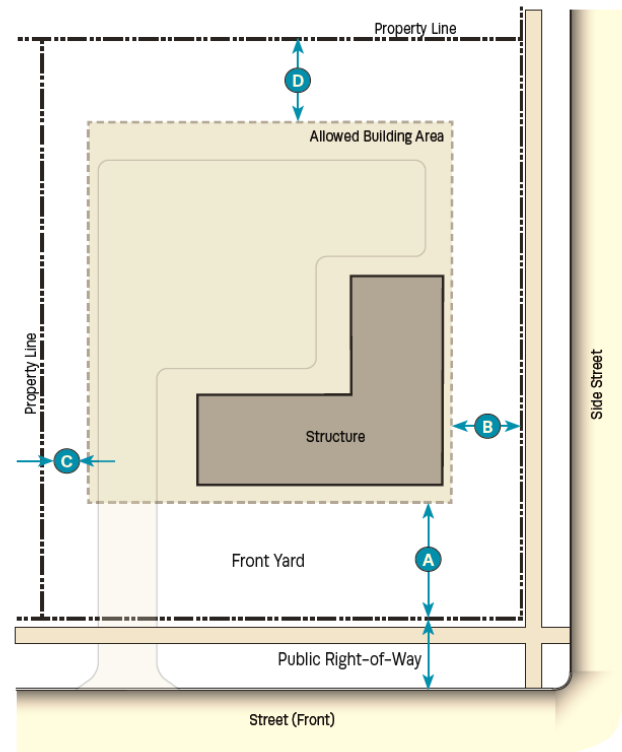 Property Line
D
Allowed Building Area
Property Line
Side Street
B
Structure
C
A
Front Yard
Public Right-of-Way
Street (Front)